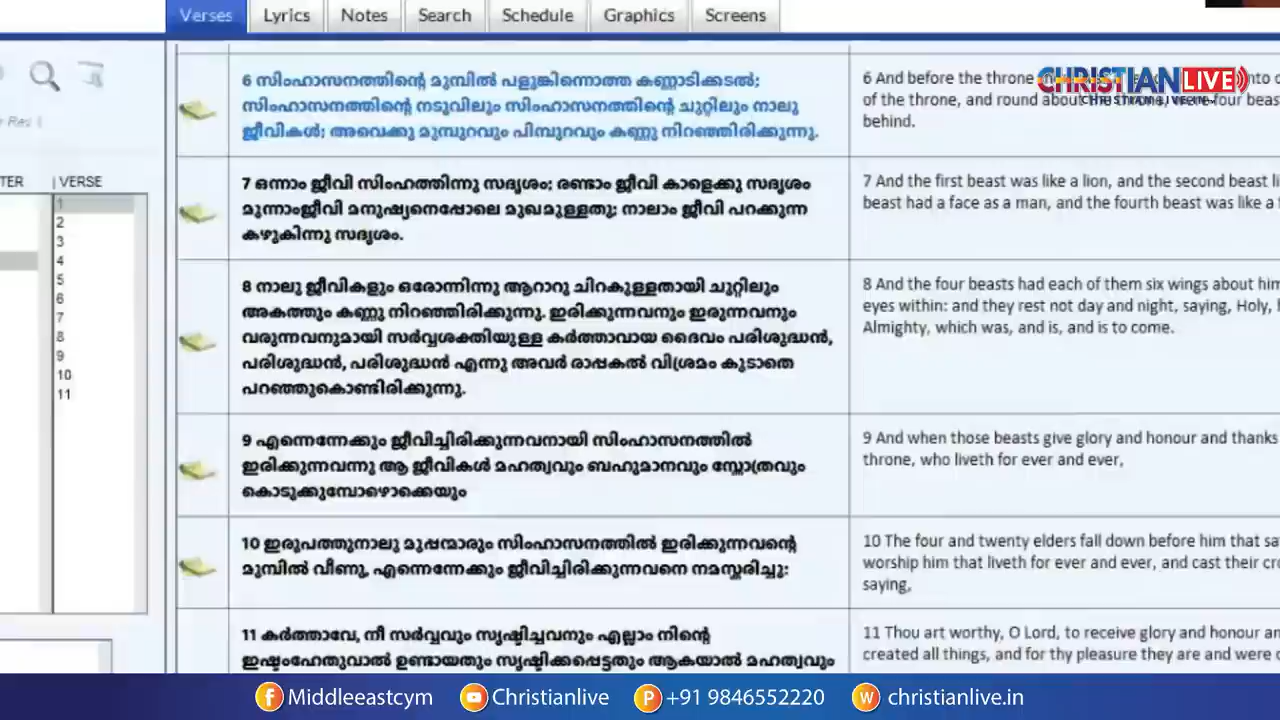 Verses Lyrics Notes Search Schedule Graphics Screens
TER VERSE
1
2
3
4
5
6
7
8
9
10
11
6 സിംഹാസനത്തിന്റെ മുമ്പിൽ പളുങ്കിന്നൊത്ത കണ്ണാടിക്കടൽ;
സിംഹാസനത്തിന്റെ നടുവിലും സിംഹാസനത്തിന്റെ ചുറ്റിലും നാലു
ജീവികൾ; അവെക്കു മുമ്പുറവും പിമ്പുറവും കണ്ണു നിറഞ്ഞിരിക്കുന്നു.
6 And before the throne
of the throne, and round about the throne, were four beas
behind.
7 ഒന്നാം ജീവി സിംഹത്തിന്നു സദൃശം; രണ്ടാം ജീവി കാളെക്കു സദൃശം
മൂന്നാംജീവി മനുഷ്യനെപ്പോലെ മുഖമുള്ളതു; നാലാം ജീവി പറക്കുന്ന
കഴുകിന്നു സദൃശം.
7 And the first beast was like a lion, and the second beast li
beast had a face as a man, and the fourth beast was like a
8 നാലു ജീവികളും ഒരോന്നിന്നു ആറാറു ചിറകുള്ളതായി ചുറ്റിലും
അകത്തും കണ്ണു നിറഞ്ഞിരിക്കുന്നു. ഇരിക്കുന്നവനും ഇരുന്നവനും
വരുന്നവനുമായി സർവ്വശക്തിയുള്ള കർത്താവായ ദൈവം പരിശുദ്ധൻ,
പരിശുദ്ധൻ, പരിശുദ്ധൻ എന്നു അവർ രാപ്പകൽ വിശ്രമം കൂടാതെ
പറഞ്ഞുകൊണ്ടിരിക്കുന്നു.
8 And the four beasts had each of them six wings about him
eyes within: and they rest not day and night, saying, Holy,
Almighty, which was, and is, and is to come.
9 എന്നെന്നേക്കും ജീവിച്ചിരിക്കുന്നവനായി സിംഹാസനത്തിൽ
ഇരിക്കുന്നവന്നു ആ ജീവികൾ മഹത്വവും ബഹുമാനവും സ്തോത്രവും
കൊടുക്കുമ്പോഴൊക്കെയും
9 And when those beasts give glory and honour and thanks
throne, who liveth for ever and ever,
10 ഇരുപത്തുനാലു മൂപ്പന്മാരും സിംഹാസനത്തിൽ ഇരിക്കുന്നവന്റെ
മുമ്പിൽ വീണു, എന്നെന്നേക്കും ജീവിച്ചിരിക്കുന്നവനെ നമസ്കരിച്ചു:
10 The four and twenty elders fall down before him that sa
worship him that liveth for ever and ever, and cast their cro
saying,
11 കർത്താവേ, നീ സർവ്വവും സൃഷ്ടിച്ചവനും എല്ലാം നിന്റെ
ഇഷ്ടംഹേതുവാൽ ഉണ്ടായതും സൃഷ്ടിക്കപ്പെട്ടതും ആകയാൽ മഹത്വവും
11 Thou art worthy, O Lord, to receive glory and honour an
created all things, and for thy pleasure they are and were c
CHRISTIAN LIVE
CHRISTIAN LIVE.IN
Middleeastcym Christianlive +91 9846552220 christianlive.in